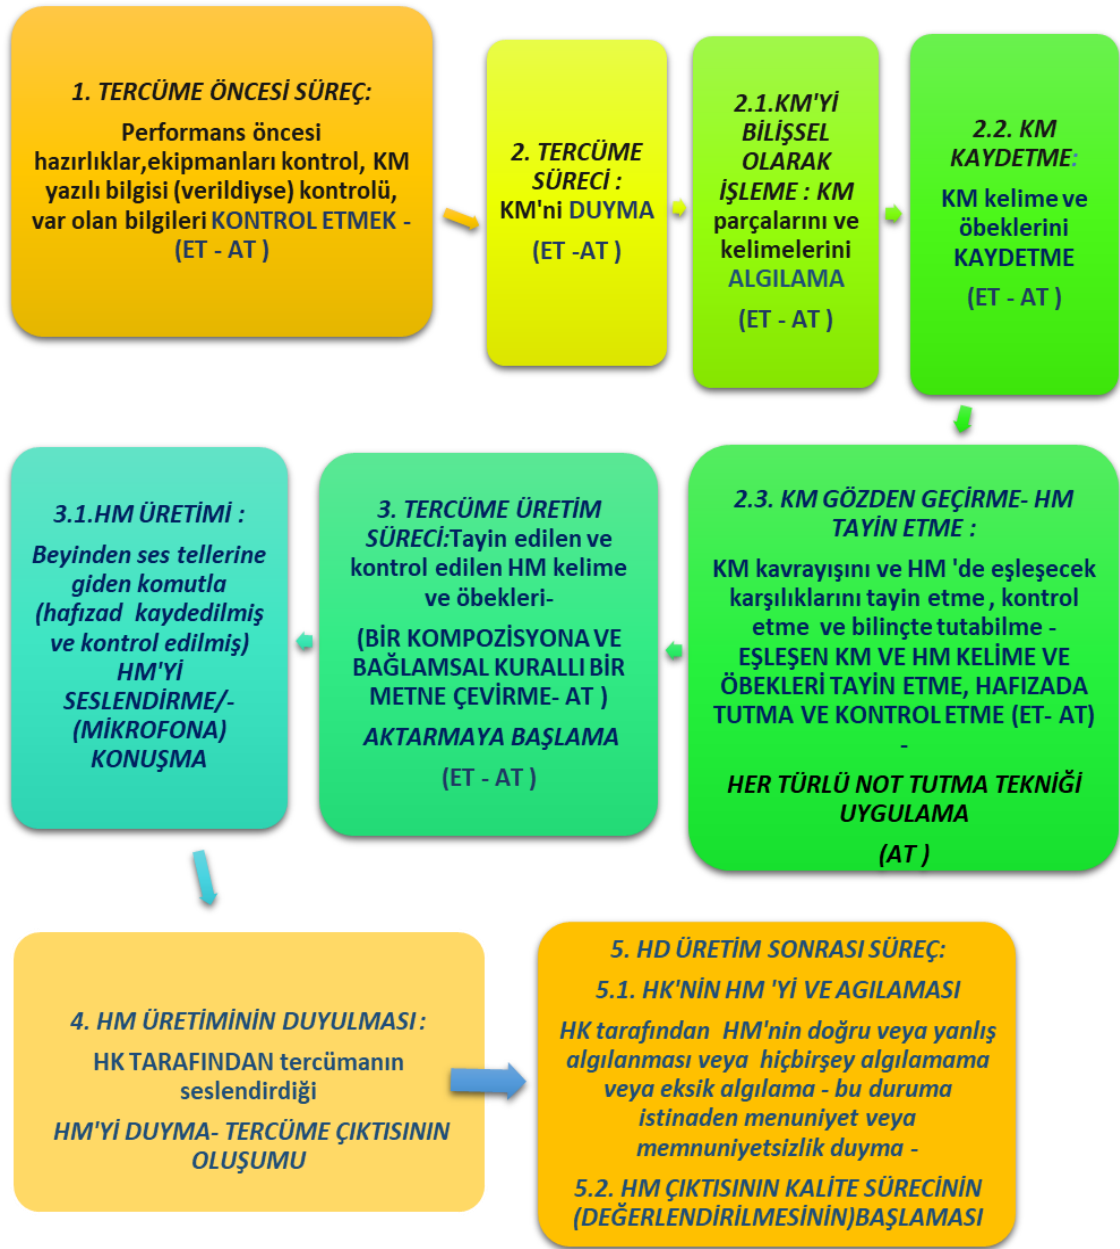 1. TERCÜME ÖNCESİ SÜREÇ:
Performans öncesi
hazırlıklar,ekipmanları kontrol, KM
yazılı bilgisi (verildiyse) kontrolü,
var olan bilgileri KONTROL ETMEK -
(ET - AT )
2. TERCÜME
SÜRECİ :
KM'ni DUYMA
(ET -AT )
2.1.KM'Yİ
BİLİŞSEL
OLARAK
İŞLEME : KM
parçalarını ve
kelimelerini
ALGILAMA
(ET - AT )
2.2. KM
KAYDETME:
KM kelime ve
öbeklerini
KAYDETME
(ET - AT )
2.3. KM GÖZDEN GEÇİRME- HM
TAYİN ETME :
KM kavrayışını ve HM 'de eşleşecek
karşılıklarını tayin etme , kontrol
etme ve bilinçte tutabilme -
EŞLEŞEN KM VE HM KELİME VE
ÖBEKLERİ TAYİN ETME, HAFIZADA
TUTMA VE KONTROL ETME (ET- AT)
-
HER TÜRLÜ NOT TUTMA TEKNİĞİ
UYGULAMA
(AT )
3. TERCÜME ÜRETİM
SÜRECİ:Tayin edilen ve
kontrol edilen HM kelime
ve öbekleri-
(BİR KOMPOZİSYONA VE
BAĞLAMSAL KURALLI BİR
METNE ÇEVİRME- AT )
AKTARMAYA BAŞLAMA
(ET - AT )
3.1.HM ÜRETİMİ :
Beyinden ses tellerine
giden komutla
(hafızad kaydedilmiş
ve kontrol edilmiş)
HM'Yİ
SESLENDİRME/-
(MİKROFONA)
KONUŞMA
4. HM ÜRETİMİNİN DUYULMASI :
HK TARAFINDAN tercümanın
seslendirdiği
HM'Yİ DUYMA- TERCÜME ÇIKTISININ
OLUŞUMU
5. HD ÜRETİM SONRASI SÜREÇ:
5.1. HK'NİN HM 'Yİ VE AGILAMASI
HK tarafından HM'nin doğru veya yanlış
algılanması veya hiçbirşey algılamama
veya eksik algılama - bu duruma
istinaden menuniyet veya
memnuniyetsizlik duyma -
5.2. HM ÇIKTISININ KALİTE SÜRECİNİN
(DEĞERLENDİRİLMESİNİN)BAŞLAMASI